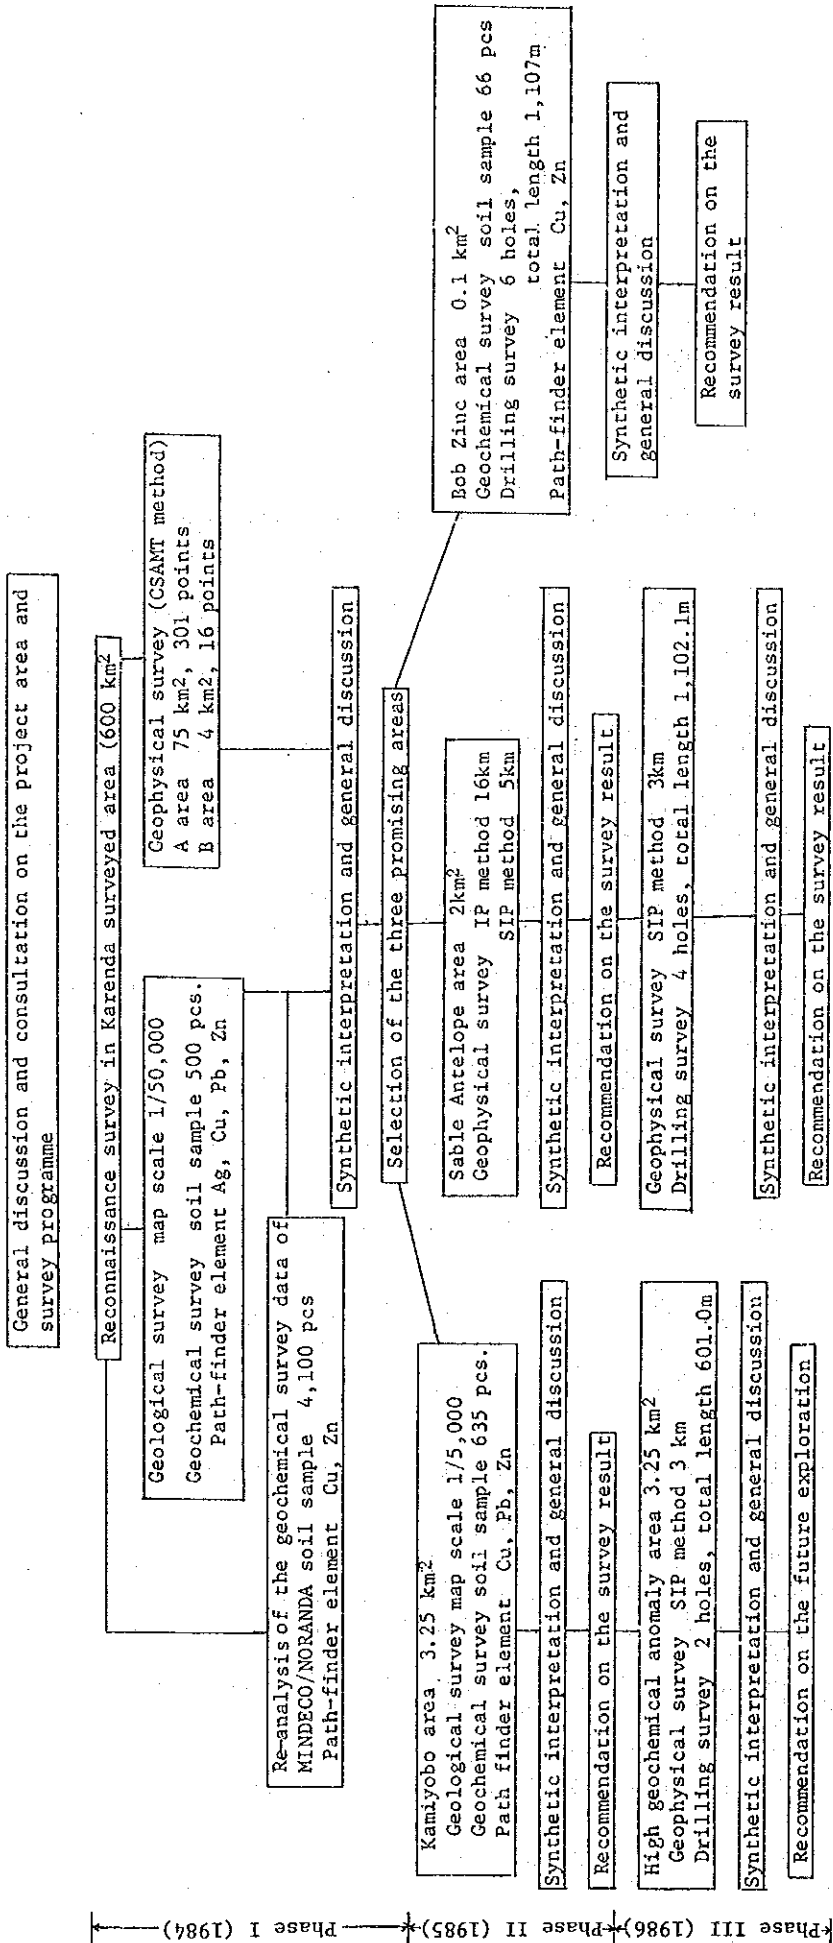 General discussion and consultation on the project area and
survey programme
Reconnaissance survey in Karenda surveyed area (600 km²
Geological survey map scale 1/50,000
Geochemical survey soil sample 500 pcs.
Path-finder element Ag, Cu, Pb, Zn
Geophysical survey (CSAMT method)
A area 75 km², 301 points
B area 4 km², 16 points
Re-analysis of the geochemical survey data of
MINDECO/NORANDA soil sample 4,100 pcs
Path-finder element Cu, Zn
Synthetic interpretation and general discussion
Selection of the three promising areas
Kamiyobo area 3.25 km²
Geological survey map scale 1/5,000
Geochemical survey soil sample 635 pcs.
Path finder element Cu, Pb, Zn
Synthetic interpretation and general discussion
Recommendation on the survey result
High geochemical anomaly area 3.25 km²
Geophysical survey SIP method 3 km
Drilling survey 2 holes, total length 601.0m
Synthetic interpretation and general discussion
Recommendation on the future exploration
Sable Antelope area 2km²
Geophysical survey IP method 16km
SIP method 5km
Synthetic interpretation and general discussion
Recommendation on the survey result
Geophysical survey SIP method 3km
Drilling survey 4 holes, total length 1,102.1m
Synthetic interpretation and general discussion
Recommendation on the survey result
Bob Zinc area 0.1 km²
Geochemical survey soil sample 66 pcs
Drilling survey 6 holes,
total length 1,107m
Path-finder element Cu, Zn
Synthetic interpretation and
general discussion
Recommendation on the
survey result
Phase I (1984)
Phase II (1985)
Phase III (1986)